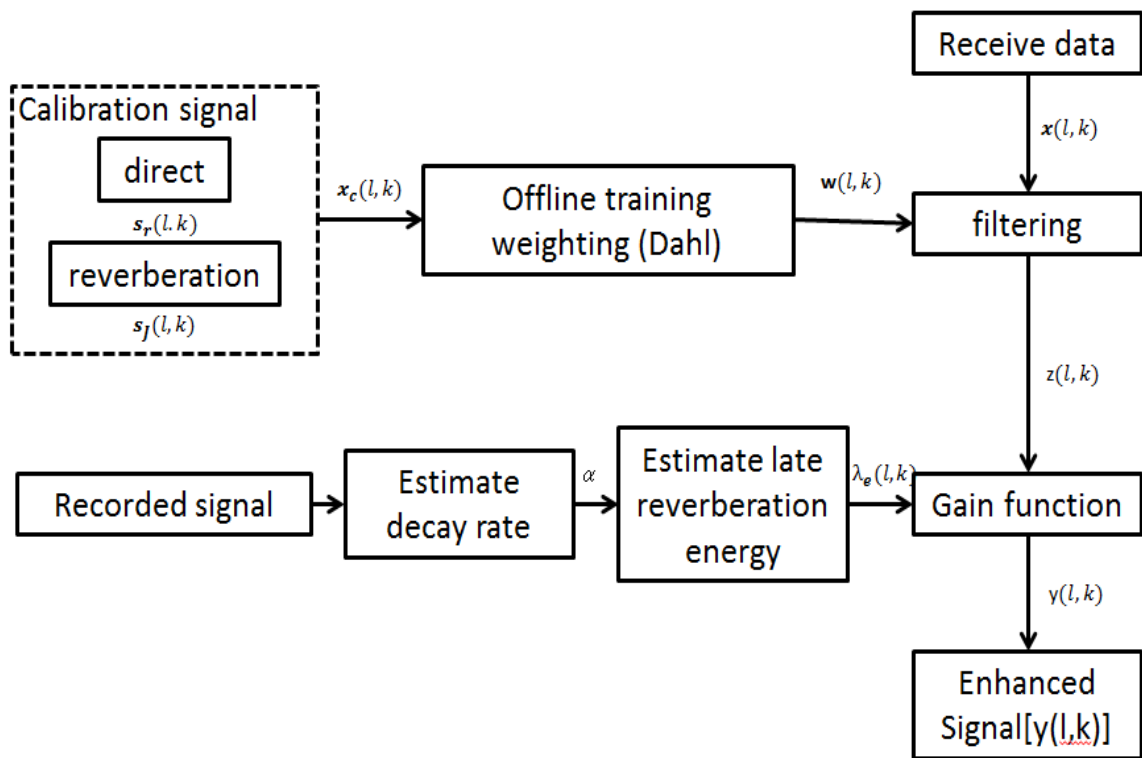 Receive data
x(l, k)
Calibration signal
direct
s_r(l. k)
reverberation
s_J(l, k)
x_c(l, k)
Offline training
weighting (Dahl)
w(l, k)
filtering
z(l, k)
Recorded signal
Estimate
decay rate
α
Estimate late
reverberation
energy
λ_e(l, k)
Gain function
y(l, k)
Enhanced
Signal[y(l,k)]